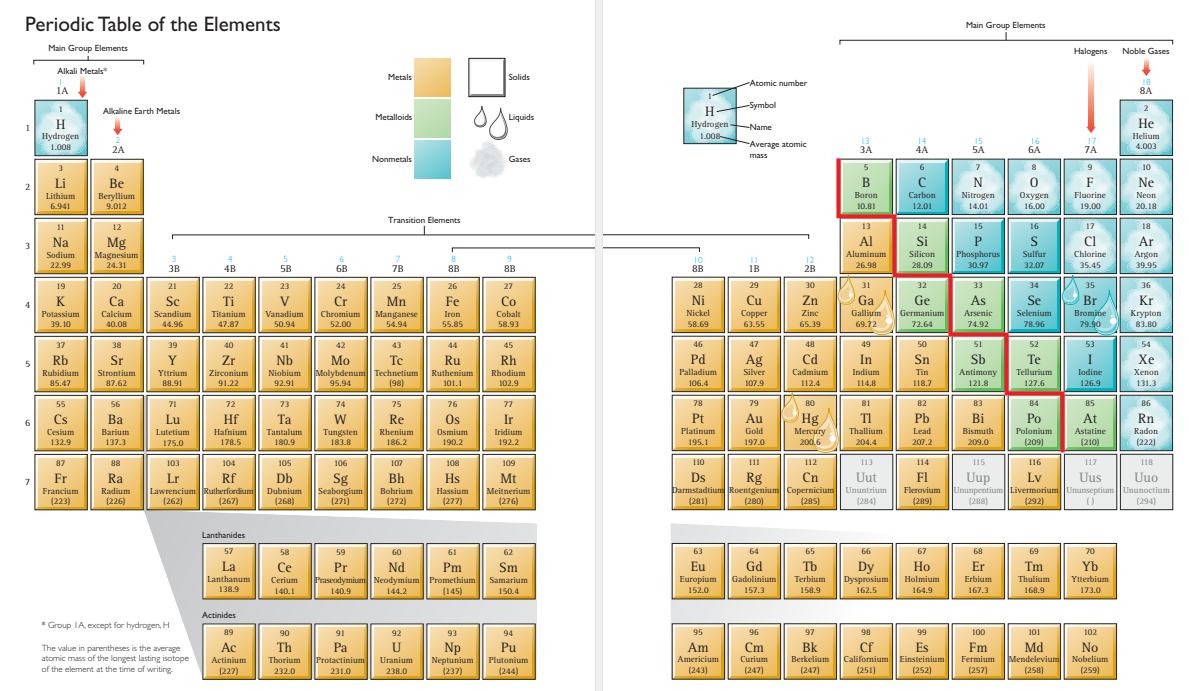 Periodic Table of the Elements
Main Group Elements
Main Group Elements
Alkali Metals*
Halogens
Noble Gases
1
1A
18
8A
Alkaline Earth Metals
2
2A
Metals
Solids
Metalloids
Liquids
Nonmetals
Gases
1
H
Hydrogen
1.008
Atomic number
Symbol
Name
Average atomic
mass
13 14 15 16 17
3A 4A 5A 6A 7A
1
1 2
H He
Hydrogen Helium
1.008 4.003
2
3 4 5 6 7 8 9 10
Li Be B C N O F Ne
Lithium Beryllium Boron Carbon Nitrogen Oxygen Fluorine Neon
6.941 9.012 10.81 12.01 14.01 16.00 19.00 20.18
Transition Elements
3
11 12 13 14 15 16 17 18
Na Mg Al Si P S Cl Ar
Sodium Magnesium Aluminum Silicon Phosphorus Sulfur Chlorine Argon
22.99 24.31 26.98 28.09 30.97 32.07 35.45 39.95
3 4 5 6 7 8 9 10 11 12
3B 4B 5B 6B 7B 8B 8B 8B 1B 2B
4
19 20 21 22 23 24 25 26 27 28 29 30 31 32 33 34 35 36
K Ca Sc Ti V Cr Mn Fe Co Ni Cu Zn Ga Ge As Se Br Kr
Potassium Calcium Scandium Titanium Vanadium Chromium Manganese Iron Cobalt Nickel Copper Zinc Gallium Germanium Arsenic Selenium Bromine Krypton
39.10 40.08 44.96 47.87 50.94 52.00 54.94 55.85 58.93 58.69 63.55 65.39 69.72 72.64 74.92 78.96 79.90 83.80
5
37 38 39 40 41 42 43 44 45 46 47 48 49 50 51 52 53 54
Rb Sr Y Zr Nb Mo Tc Ru Rh Pd Ag Cd In Sn Sb Te I Xe
Rubidium Strontium Yttrium Zirconium Niobium Molybdenum Technetium Ruthenium Rhodium Palladium Silver Cadmium Indium Tin Antimony Tellurium Iodine Xenon
85.47 87.62 88.91 91.22 92.91 95.94 (98) 101.1 102.9 106.4 107.9 112.4 114.8 118.7 121.8 127.6 126.9 131.3
6
55 56 71 72 73 74 75 76 77 78 79 80 81 82 83 84 85 86
Cs Ba Lu Hf Ta W Re Os Ir Pt Au Hg Tl Pb Bi Po At Rn
Cesium Barium Lutetium Hafnium Tantalum Tungsten Rhenium Osmium Iridium Platinum Gold Mercury Thallium Lead Bismuth Polonium Astatine Radon
132.9 137.3 175.0 178.5 180.9 183.8 186.2 190.2 192.2 195.1 197.0 200.6 204.4 207.2 209.0 (209) (210) (222)
7
87 88 103 104 105 106 107 108 109 110 111 112 113 114 115 116 117 118
Fr Ra Lr Rf Db Sg Bh Hs Mt Ds Rg Cn Uut Fl Uup Lv Uus Uuo
Francium Radium Lawrencium Rutherfordium Dubnium Seaborgium Bohrium Hassium Meitnerium Darmstadtium Roentgenium Copernicium Ununtrium Flerovium Ununpentium Livermorium Ununseptium Ununoctium
(223) (226) (262) (267) (268) (271) (272) (277) (276) (281) (280) (285) (284) (289) (288) (292) ( ) (294)
Lanthanides
57 58 59 60 61 62 63 64 65 66 67 68 69 70
La Ce Pr Nd Pm Sm Eu Gd Tb Dy Ho Er Tm Yb
Lanthanum Cerium Praseodymium Neodymium Promethium Samarium Europium Gadolinium Terbium Dysprosium Holmium Erbium Thulium Ytterbium
138.9 140.1 140.9 144.2 (145) 150.4 152.0 157.3 158.9 162.5 164.9 167.3 168.9 173.0
Actinides
89 90 91 92 93 94 95 96 97 98 99 100 101 102
Ac Th Pa U Np Pu Am Cm Bk Cf Es Fm Md No
Actinium Thorium Protactinium Uranium Neptunium Plutonium Americium Curium Berkelium Californium Einsteinium Fermium Mendelevium Nobelium
(227) 232.0 231.0 238.0 (237) (244) (243) (247) (247) (251) (252) (257) (258) (259)
* Group 1A, except for hydrogen, H
The value in parentheses is the average
atomic mass of the longest lasting isotope
of the element at the time of writing.